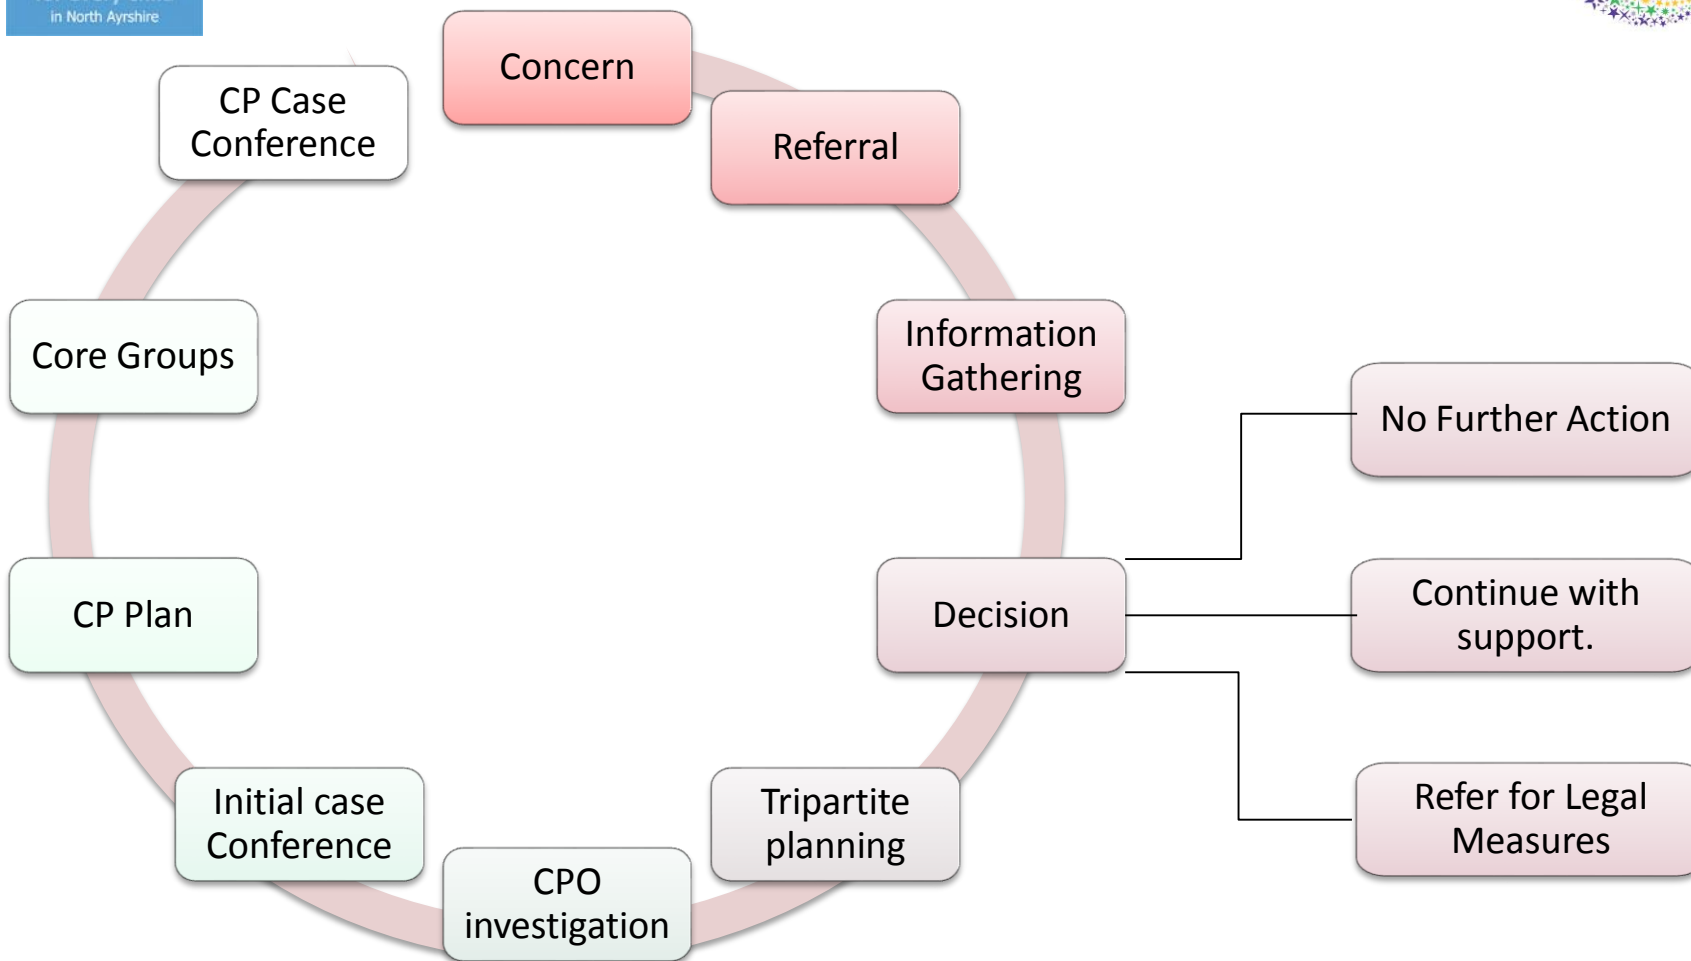 in North Ayrshire
Concern
Referral
Information
Gathering
Decision
No Further Action
Continue with
support.
Refer for Legal
Measures
Tripartite
planning
CPO
investigation
Initial case
Conference
CP Plan
Core Groups
CP Case
Conference